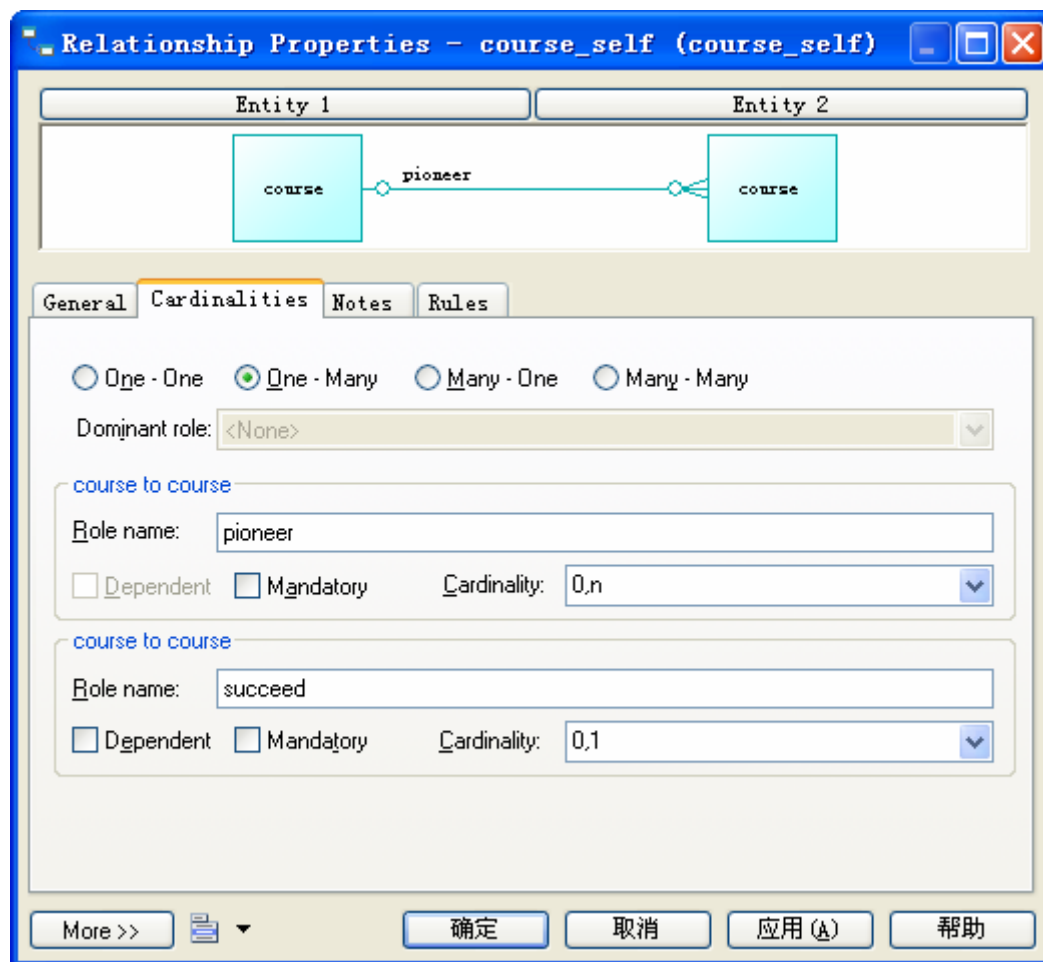 Relationship Properties - course_self (course_self)
Entity 1 Entity 2
pioneer
course course
General Cardinalities Notes Rules
One - One One - Many Many - One Many - Many
Dominant role: <None>
course to course
Role name: pioneer
Dependent Mandatory Cardinality: 0,n
course to course
Role name: succeed
Dependent Mandatory Cardinality: 0,1
More >> 确定 取消 应用(A) 帮助